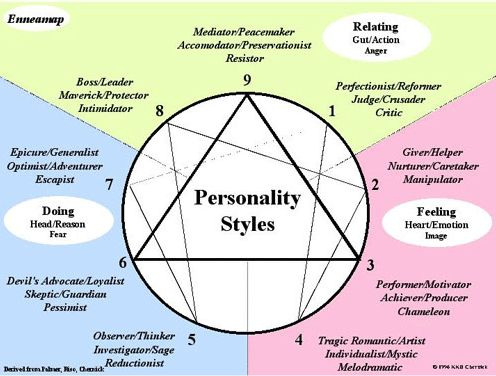 Enneamap
Relating
Gut/Action
Anger
Mediator/Peacemaker
Accomodator/Preservationist
Resistor
9
Boss/Leader
Maverick/Protector
Intimidator
8
Perfectionist/Reformer
Judge/Crusader
Critic
1
Epicure/Generalist
Optimist/Adventurer
Escapist
7
Giver/Helper
Nurturer/Caretaker
Manipulator
2
Personality
Styles
Doing
Head/Reason
Fear
Feeling
Heart/Emotion
Image
6
3
Devil's Advocate/Loyalist
Skeptic/Guardian
Pessimist
Performer/Motivator
Achiever/Producer
Chameleon
5
4
Observer/Thinker
Investigator/Sage
Reductionist
Tragic Romantic/Artist
Individualist/Mystic
Melodramatic
Derived from Palmer, Riso, Chernick
© 1996 Chernick